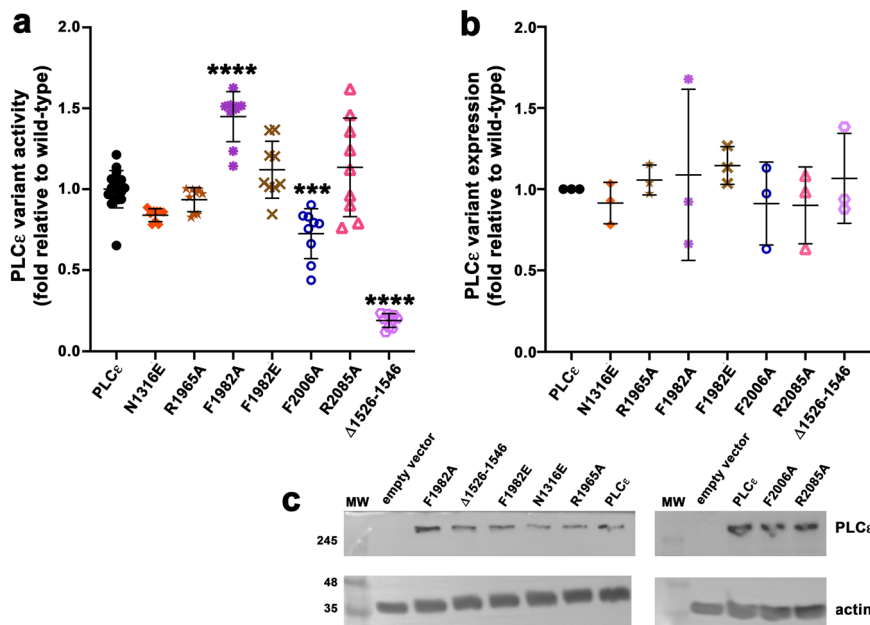 a
PLCε variant activity
(fold relative to wild-type)
2.0
1.5
1.0
0.5
0.0
****
***
****
PLCε
N1316E
R1965A
F1982A
F1982E
F2006A
R2085A
Δ1526-1546
b
PLCε variant expression
(fold relative to wild-type)
2.0
1.5
1.0
0.5
0.0
PLCε
N1316E
R1965A
F1982A
F1982E
F2006A
R2085A
Δ1526-1546
c
MW
empty vector
F1982A
Δ1526-1546
F1982E
N1316E
R1965A
PLCε
MW
empty vector
PLCε
F2006A
R2085A
245
PLCε
48
35
actin